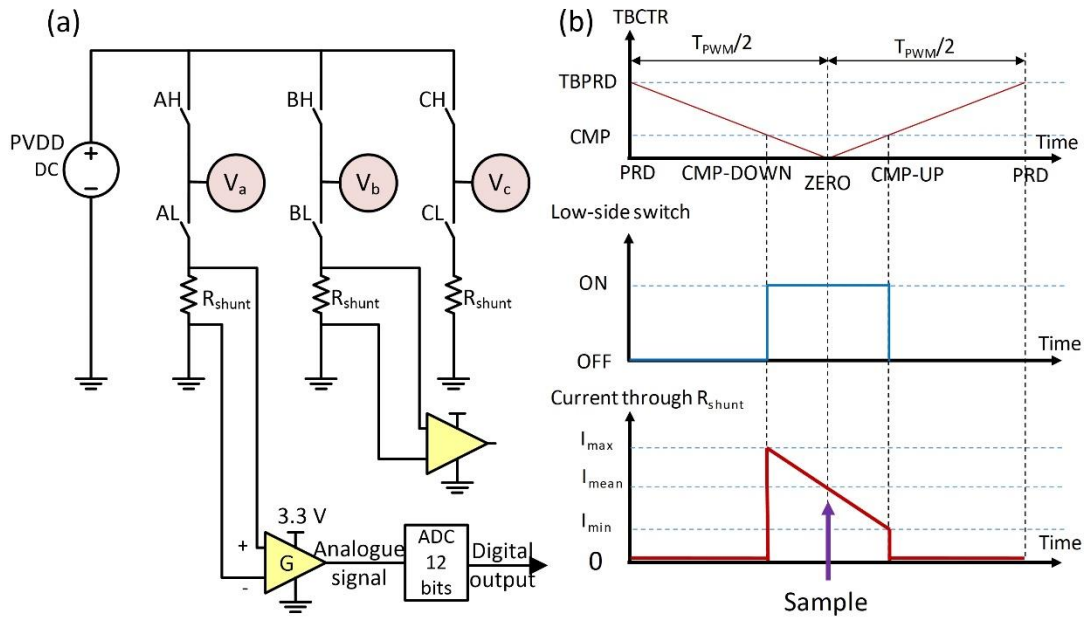 (a)
PVDD
DC
+
−
AH
BH
CH
Va
Vb
Vc
AL
BL
CL
Rshunt
Rshunt
Rshunt
3.3 V
+
-
G
Analogue
signal
ADC
12
bits
Digital
output
(b)
TBCTR
TPWM/2
TPWM/2
TBPRD
CMP
Time
PRD
CMP-DOWN
ZERO
CMP-UP
PRD
Low-side switch
ON
OFF
Time
Current through Rshunt
Imax
Imean
Imin
0
Time
Sample